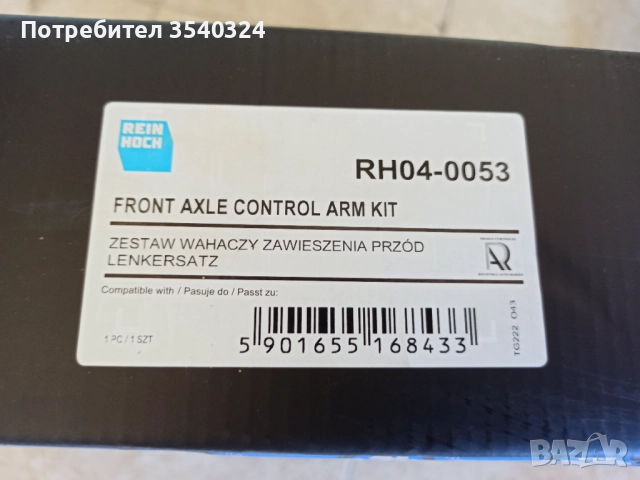 Потребител 3540324
REIN
HOCH
RH04-0053
FRONT AXLE CONTROL ARM KIT
ZESTAW WAHACZY ZAWIESZENIA PRZÓD
LENKERSATZ
Compatible with / Pasuje do / Passt zu:
1 PC / 1 SZT
5 901655 168433
TG222 O43
BAZAR